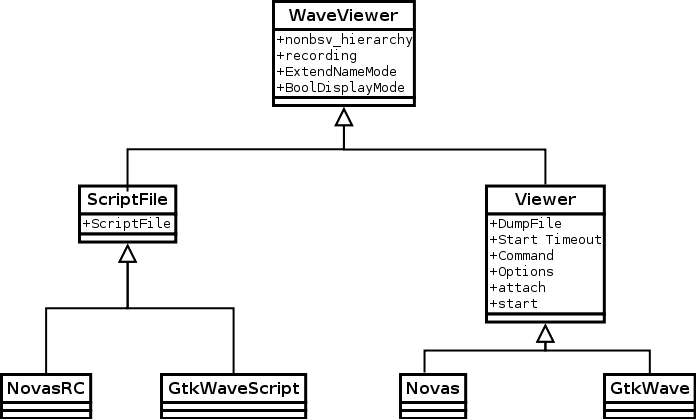 WaveViewer
+nonbsv_hierarchy
+recording
+ExtendNameMode
+BoolDisplayMode
ScriptFile
+ScriptFile
Viewer
+DumpFile
+Start Timeout
+Command
+Options
+attach
+start
NovasRC
GtkWaveScript
Novas
GtkWave